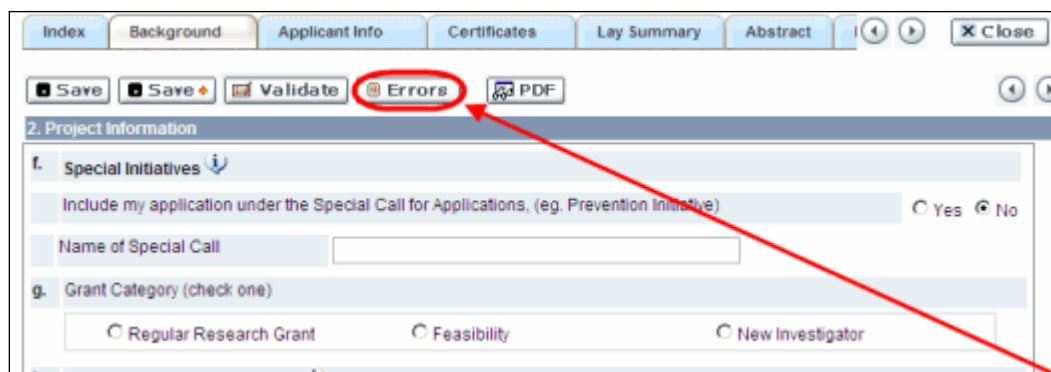 Index Background Applicant Info Certificates Lay Summary Abstract Close
Save Save Validate Errors PDF
2. Project Information
f. Special Initiatives
Include my application under the Special Call for Applications, (eg. Prevention Initiative) Yes No
Name of Special Call
g. Grant Category (check one)
Regular Research Grant Feasibility New Investigator